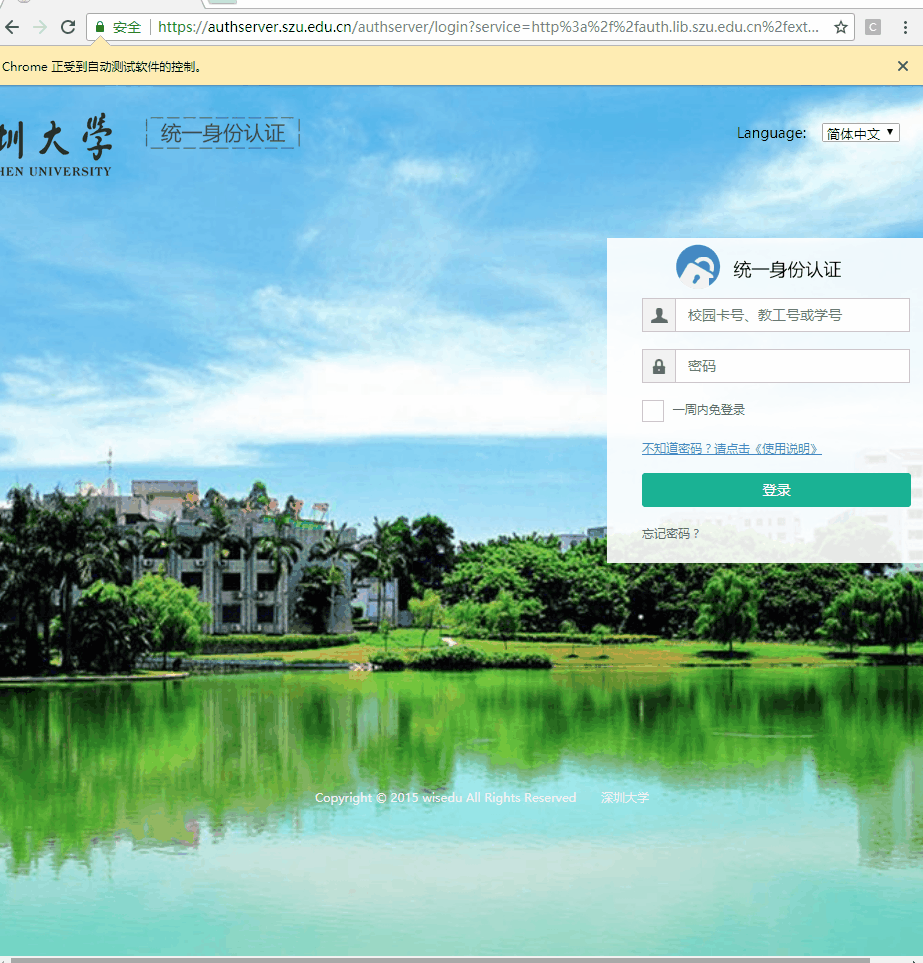 安全
https://authserver.szu.edu.cn/authserver/login?service=http%3a%2f%2fauth.lib.szu.edu.cn%2fext...
C
Chrome 正受到自动测试软件的控制。
圳大学
HEN UNIVERSITY
统一身份认证
Language:
简体中文
统一身份认证
校园卡号、教工号或学号
密码
一周内免登录
不知道密码？请点击《使用说明》
登录
忘记密码？
Copyright © 2015 wisedu All Rights Reserved 深圳大学